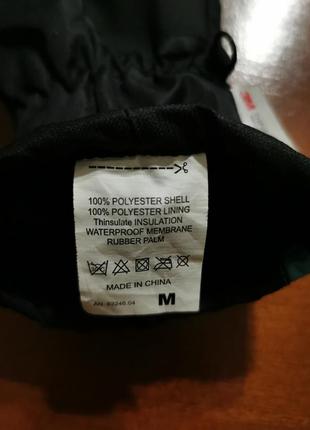 100% POLYESTER SHELL
100% POLYESTER LINING
Thinsulate INSULATION
WATERPROOF MEMBRANE
RUBBER PALM
MADE IN CHINA
M